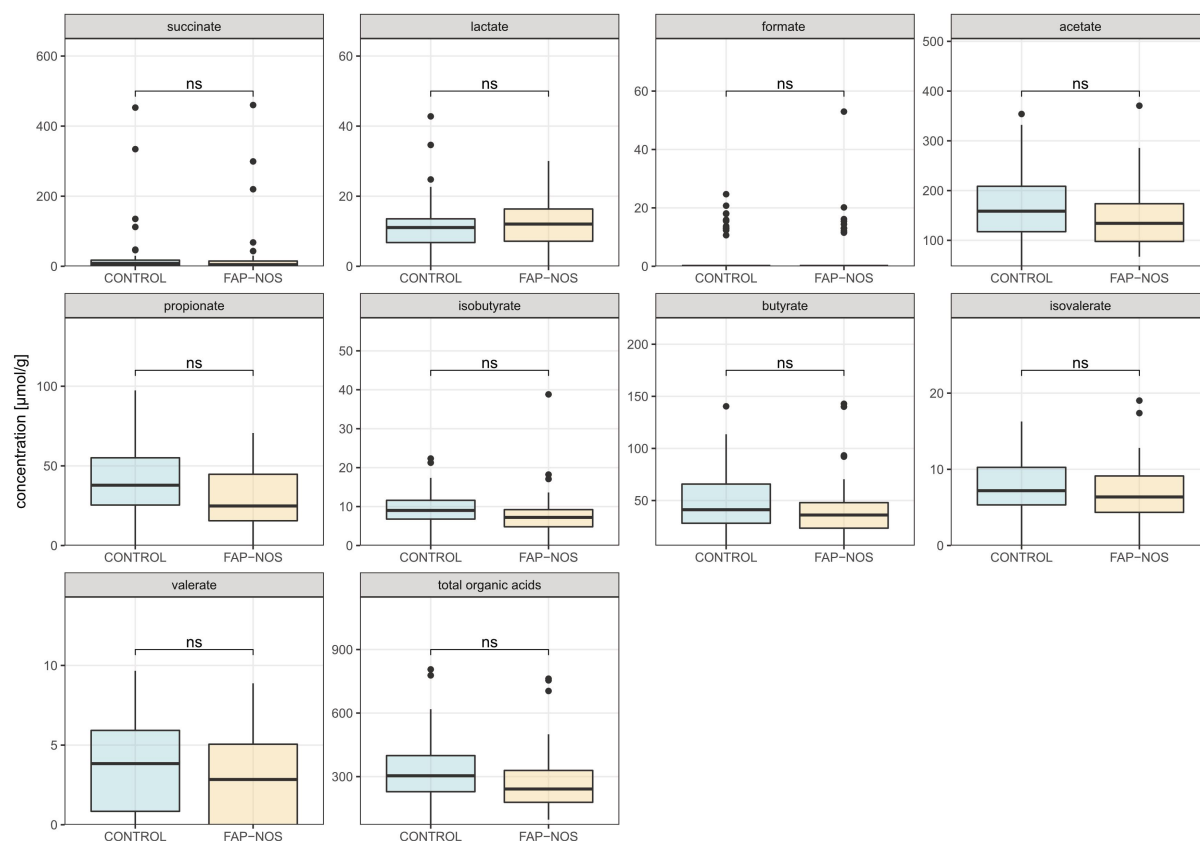 succinate
lactate
formate
acetate
600
400
200
0
ns
CONTROL
FAP−NOS
60
40
20
0
ns
CONTROL
FAP−NOS
60
40
20
0
ns
CONTROL
FAP−NOS
500
400
300
200
100
ns
CONTROL
FAP−NOS
concentration [µmol/g]
propionate
isobutyrate
butyrate
isovalerate
100
50
0
ns
CONTROL
FAP−NOS
50
40
30
20
10
0
ns
CONTROL
FAP−NOS
200
150
100
50
ns
CONTROL
FAP−NOS
20
10
0
ns
CONTROL
FAP−NOS
valerate
total organic acids
10
5
0
ns
CONTROL
FAP−NOS
900
600
300
ns
CONTROL
FAP−NOS